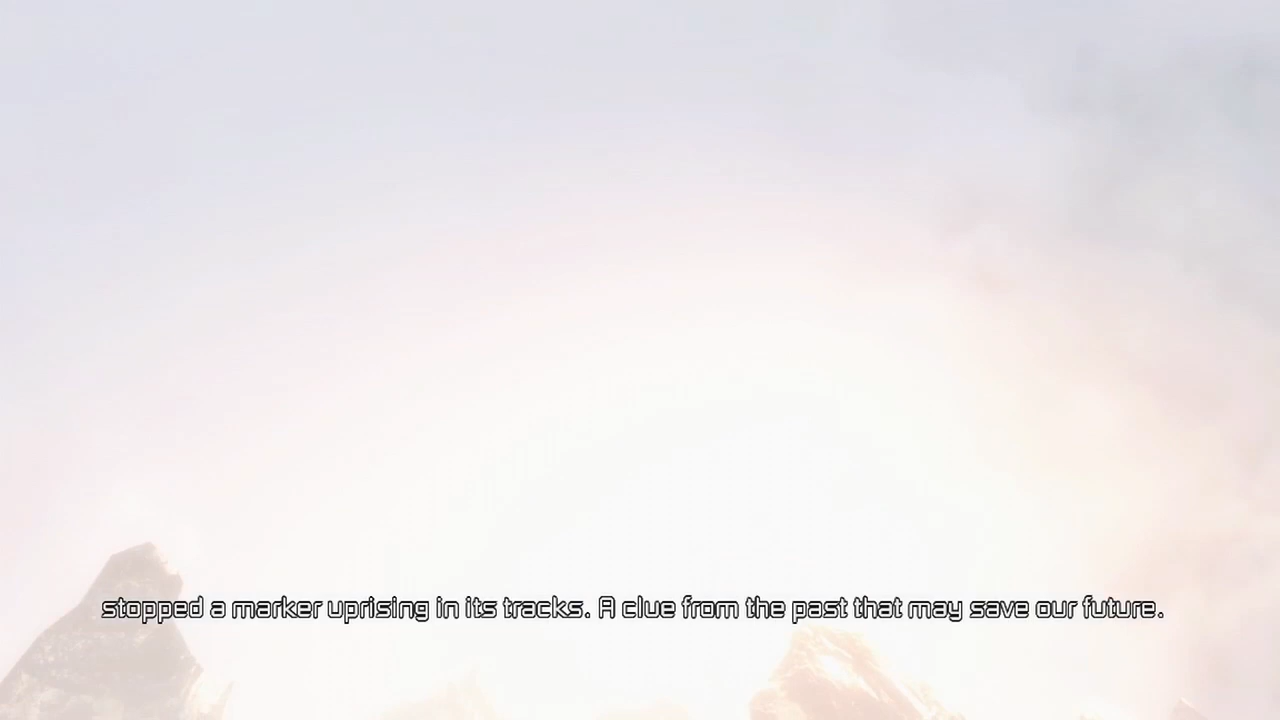 stopped a marker uprising in its tracks. A clue from the past that may save our future.